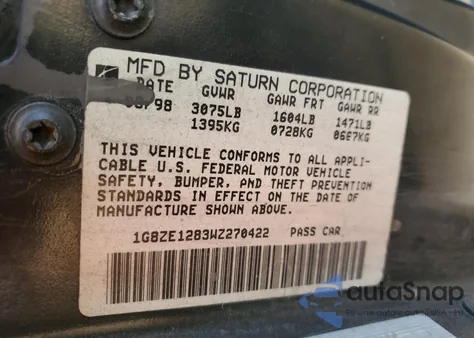 MFD BY SATURN CORPORATION
DATE GVWR GAWR FRT GAWR RR
98 3075LB 1604LB 1471LB
1395KG 0728KG 0667KG
THIS VEHICLE CONFORMS TO ALL APPLI-
CABLE U.S. FEDERAL MOTOR VEHICLE
SAFETY, BUMPER, AND THEFT PREVENTION
STANDARDS IN EFFECT ON THE DATE OF
MANUFACTURE SHOWN ABOVE.
1G8ZE1283WZ270422 PASS CAR
autoSnap